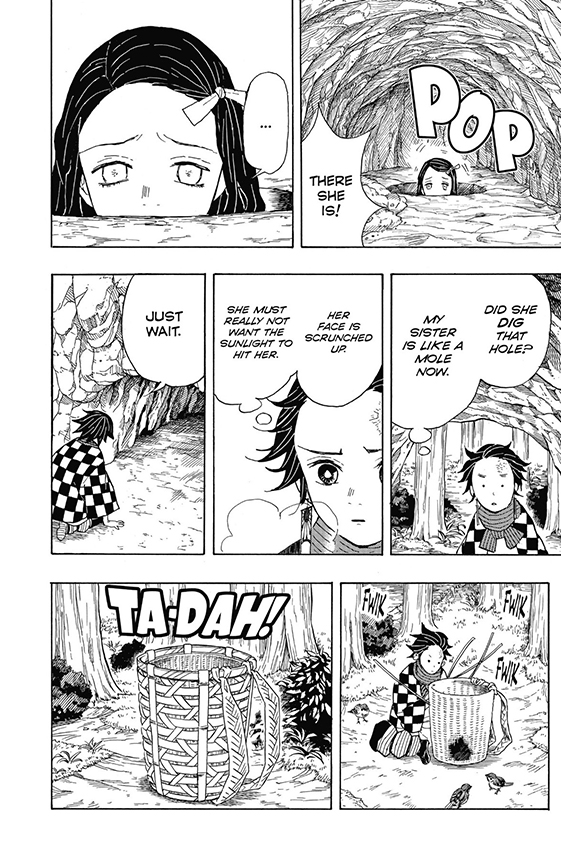 POP
THERE
SHE
IS!
...
DID SHE
DIG
THAT
HOLE?
MY
SISTER
IS LIKE A
MOLE
NOW.
HER
FACE IS
SCRUNCHED
UP.
SHE MUST
REALLY NOT
WANT THE
SUNLIGHT TO
HIT HER.
JUST
WAIT.
FWIK
FWIK
FWIK
TA-DAH!